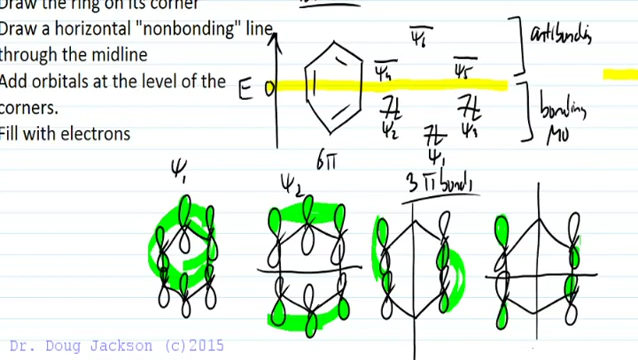 Draw the ring on its corner
Draw a horizontal "nonbonding" line
through the midline
Add orbitals at the level of the
corners.
Fill with electrons
E
0
ψ6
ψ4
ψ5
ψ2
ψ3
ψ1
antibonding
bonding
MO
6π
3 π bonds
ψ1
ψ2
Dr. Doug Jackson (c)2015